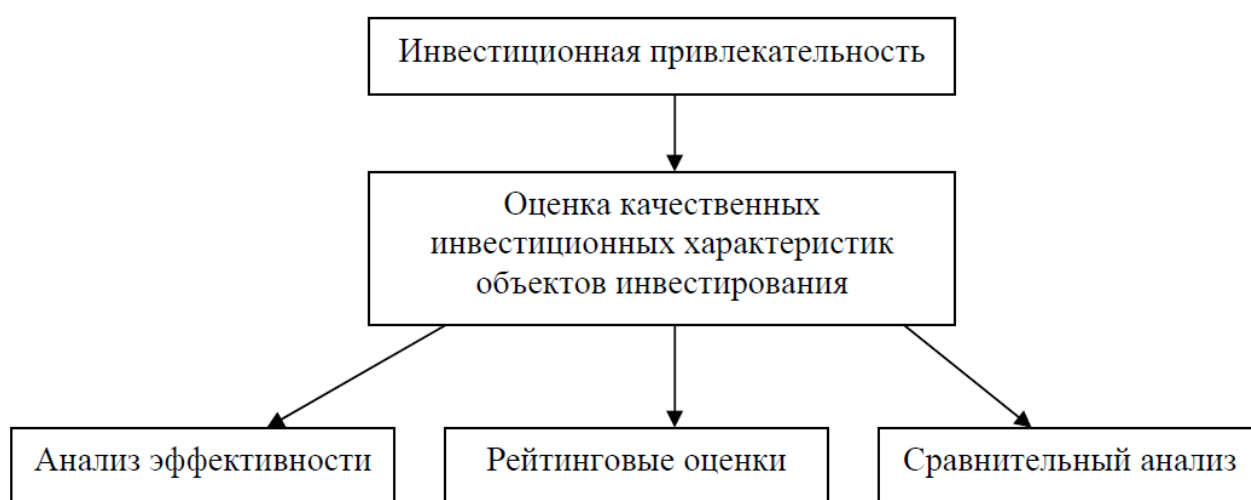 Инвестиционная привлекательность
Оценка качественных
инвестиционных характеристик
объектов инвестирования
Анализ эффективности
Рейтинговые оценки
Сравнительный анализ